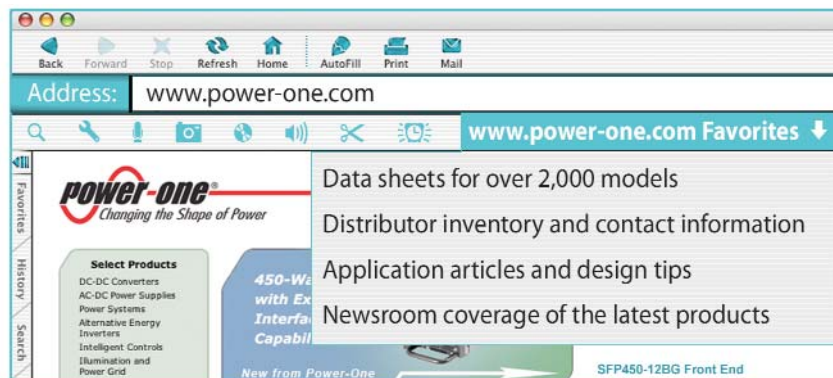 Back Forward Stop Refresh Home AutoFill Print Mail
Address: www.power-one.com
www.power-one.com Favorites
Favorites
History
Search
power-one
Changing the Shape of Power
Data sheets for over 2,000 models
Distributor inventory and contact information
Application articles and design tips
Newsroom coverage of the latest products
Select Products
DC-DC Converters
AC-DC Power Supplies
Power Systems
Alternative Energy
Inverters
Intelligent Controls
Illumination and
Power Grid
450-Wa
with Ex
Interfa
Capabil
New from Power-One
SFP450-12BG Front End